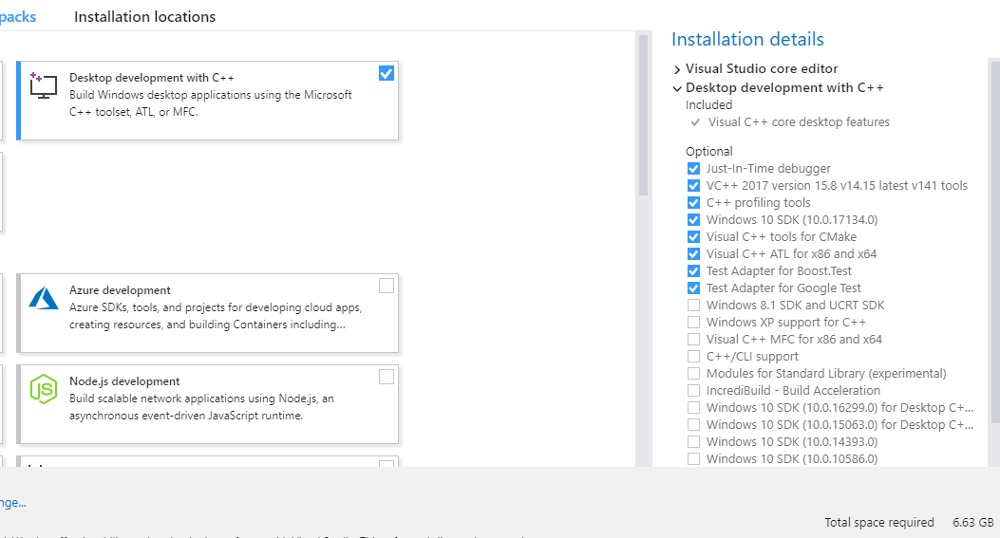 packs
Installation locations
Desktop development with C++
Build Windows desktop applications using the Microsoft
C++ toolset, ATL, or MFC.
Azure development
Azure SDKs, tools, and projects for developing cloud apps,
creating resources, and building Containers including...
Node.js development
Build scalable network applications using Node.js, an
asynchronous event-driven JavaScript runtime.
Installation details
Visual Studio core editor
Desktop development with C++
Included
Visual C++ core desktop features
Optional
Just-In-Time debugger
VC++ 2017 version 15.8 v14.15 latest v141 tools
C++ profiling tools
Windows 10 SDK (10.0.17134.0)
Visual C++ tools for CMake
Visual C++ ATL for x86 and x64
Test Adapter for Boost.Test
Test Adapter for Google Test
Windows 8.1 SDK and UCRT SDK
Windows XP support for C++
Visual C++ MFC for x86 and x64
C++/CLI support
Modules for Standard Library (experimental)
IncrediBuild - Build Acceleration
Windows 10 SDK (10.0.16299.0) for Desktop C+...
Windows 10 SDK (10.0.15063.0) for Desktop C+...
Windows 10 SDK (10.0.14393.0)
Windows 10 SDK (10.0.10586.0)
nge...
Total space required 6.63 GB